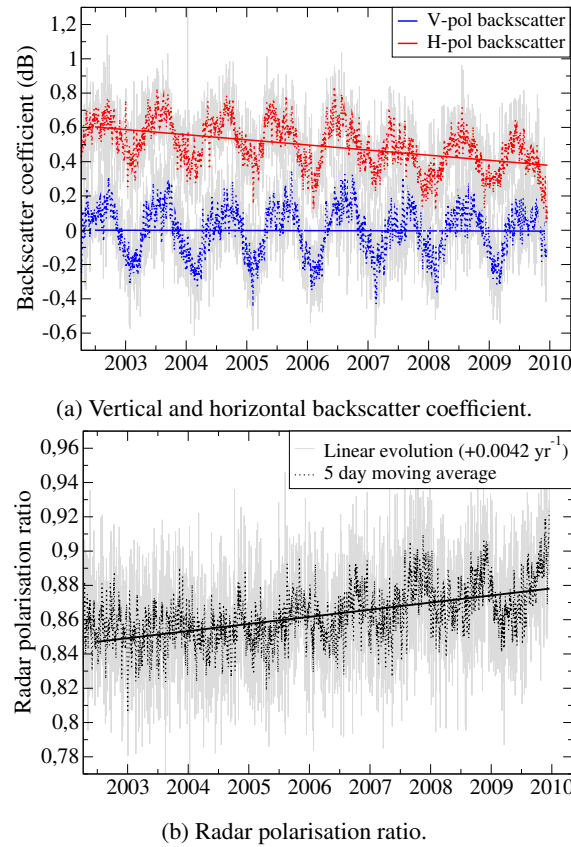 1,2
1
0,8
0,6
0.4
0.2
0
-0.2
-0.4
-0,6
Backscatter coefficient (dB)
V-pol backscatter
H-pol backscatter
2003 2004 2005 2006 2007 2008 2009 2010
(a) Vertical and horizontal backscatter coefficient.
0,96
0,94
0,92
0,9
0,88
0,86
0,84
0,82
0,8
0,78
Radar polarisation ratio
Linear evolution (+0.0042 yr-1)
5 day moving average
2003 2004 2005 2006 2007 2008 2009 2010
(b) Radar polarisation ratio.